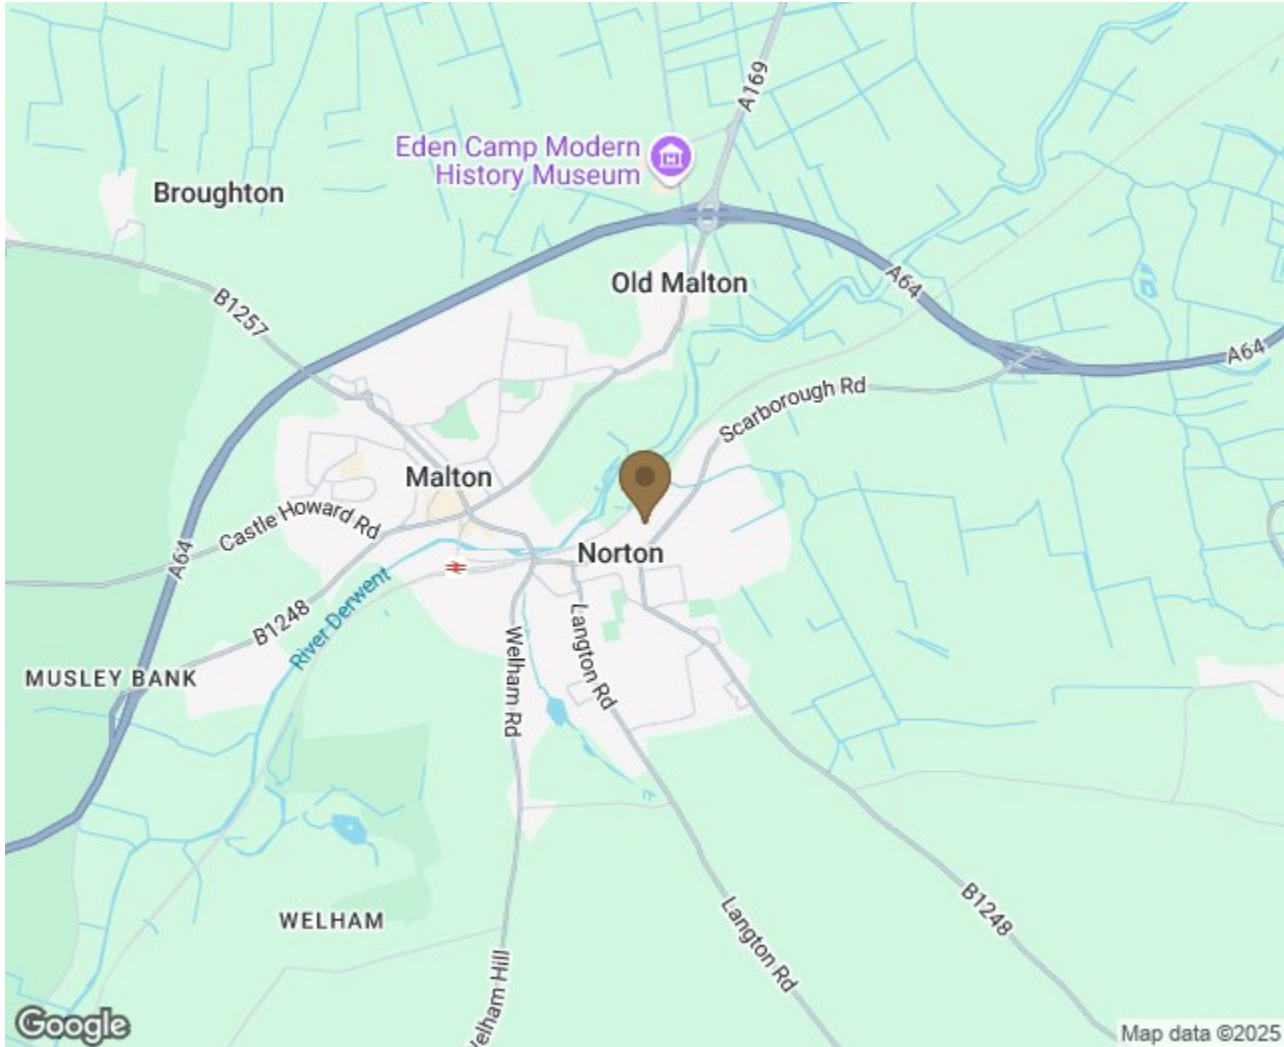 A169
Eden Camp Modern
History Museum
Broughton
Old Malton
A64
B1257
A64
Scarborough Rd
Malton
Castle Howard Rd
A64
Norton
River Derwent
B1248
Langton Rd
Welham Rd
MUSLEY BANK
WELHAM
B1248
Langton Rd
Welham Hill
Google
Map data ©2025